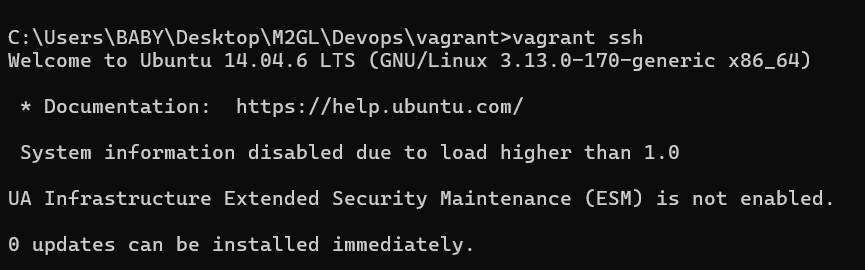 C:\Users\BABY\Desktop\M2GL\Devops\vagrant>vagrant ssh
Welcome to Ubuntu 14.04.6 LTS (GNU/Linux 3.13.0-170-generic x86_64)
* Documentation:  https://help.ubuntu.com/
System information disabled due to load higher than 1.0
UA Infrastructure Extended Security Maintenance (ESM) is not enabled.
0 updates can be installed immediately.